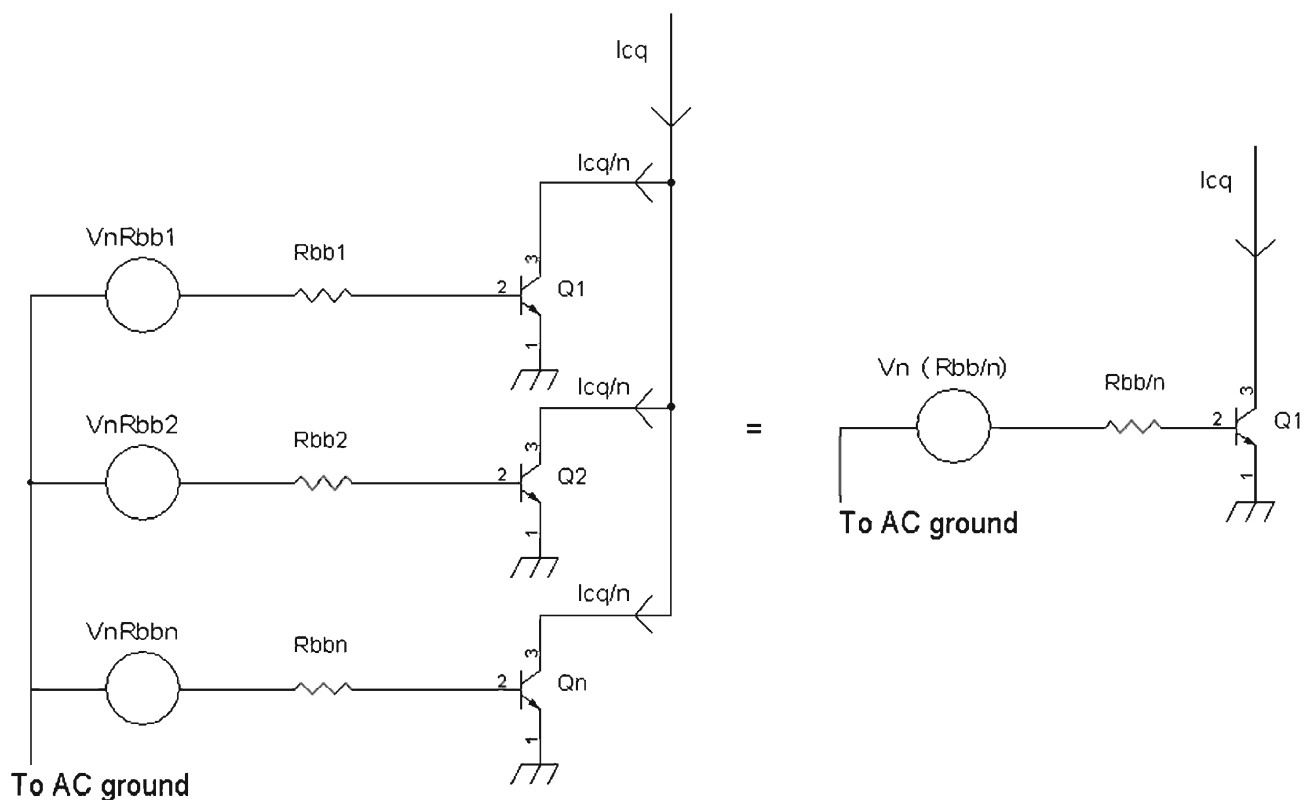 Icq
Icq/n
VnRbb1
Rbb1
3
2
Q1
1
Icq/n
VnRbb2
Rbb2
3
2
Q2
1
Icq/n
VnRbbn
Rbbn
3
2
Qn
1
To AC ground
=
Icq
Vn (Rbb/n)
Rbb/n
3
2
Q1
1
To AC ground